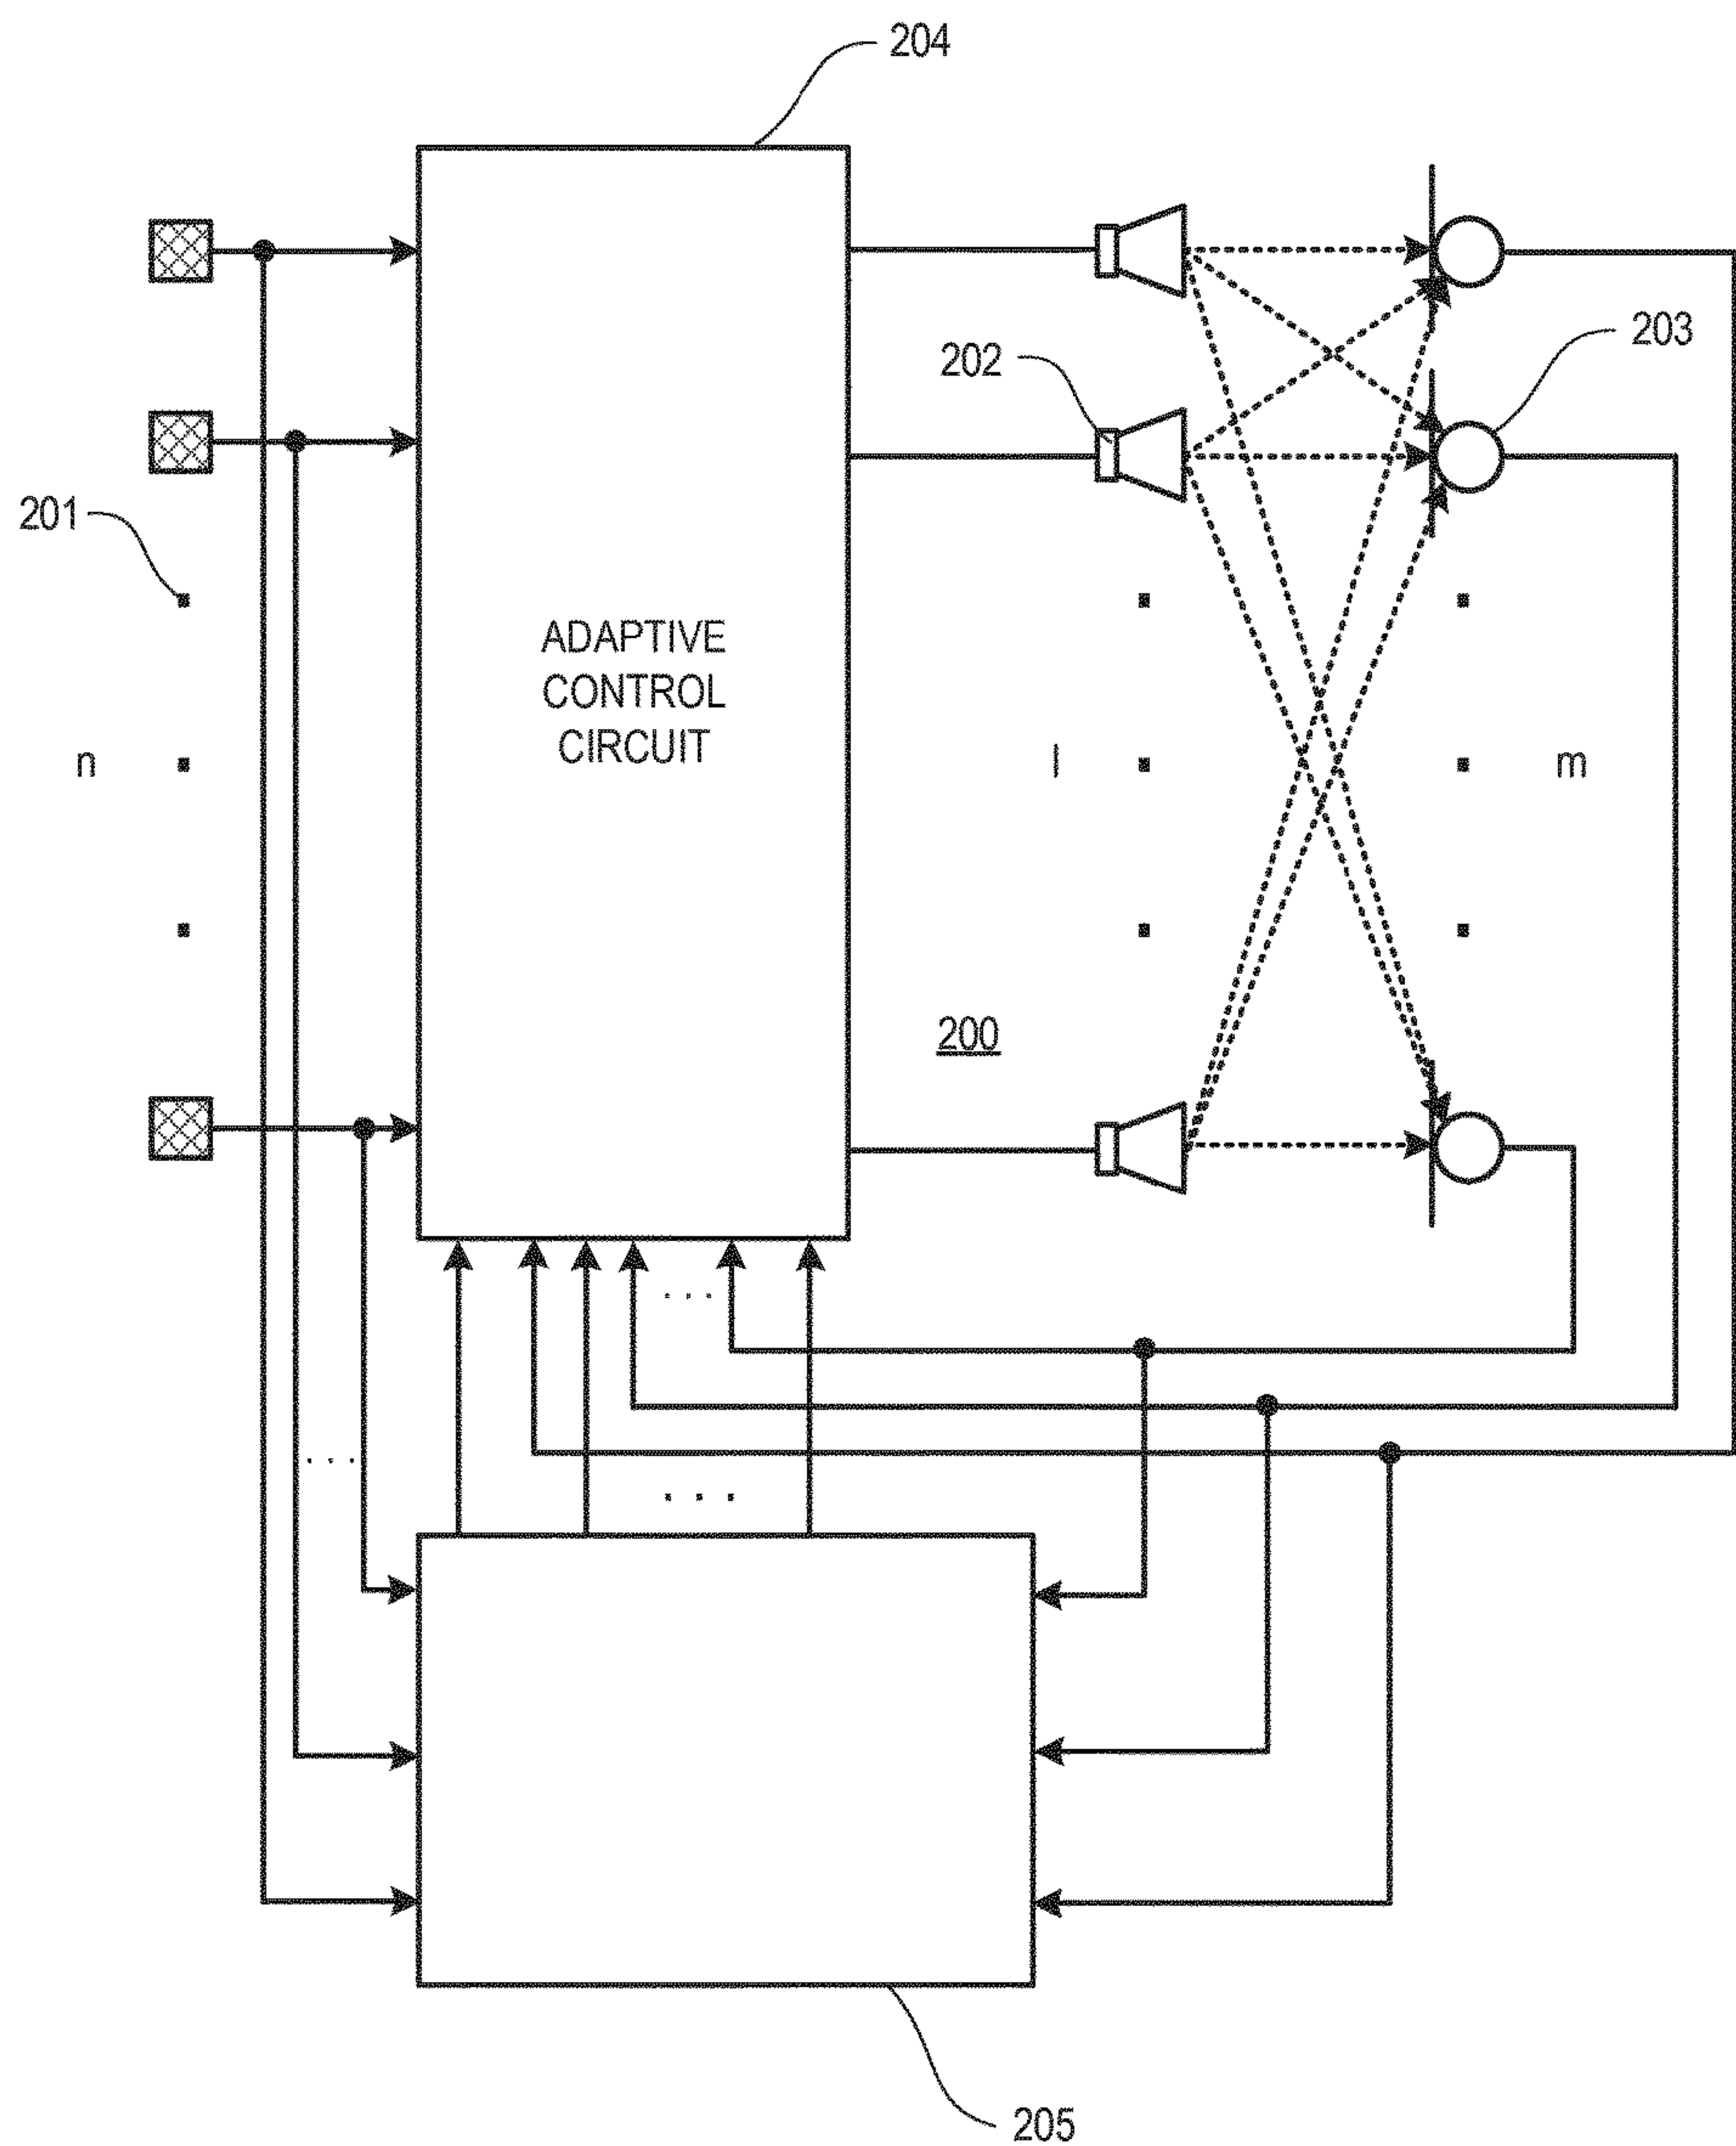 204
202
203
201
ADAPTIVE
CONTROL
CIRCUIT
n
l
m
200
205